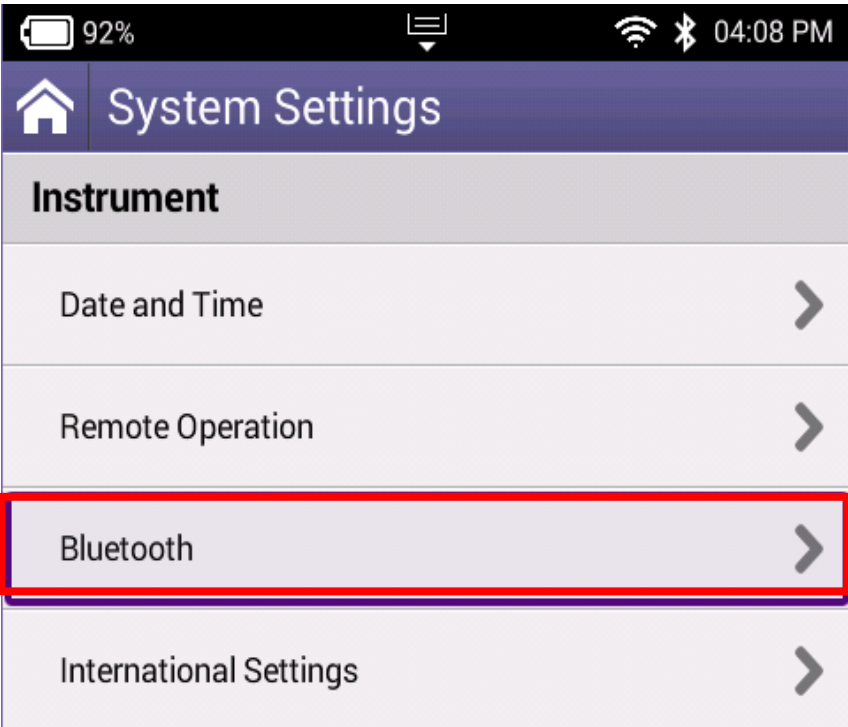 92% 04:08 PM
System Settings
Instrument
Date and Time
Remote Operation
Bluetooth
International Settings